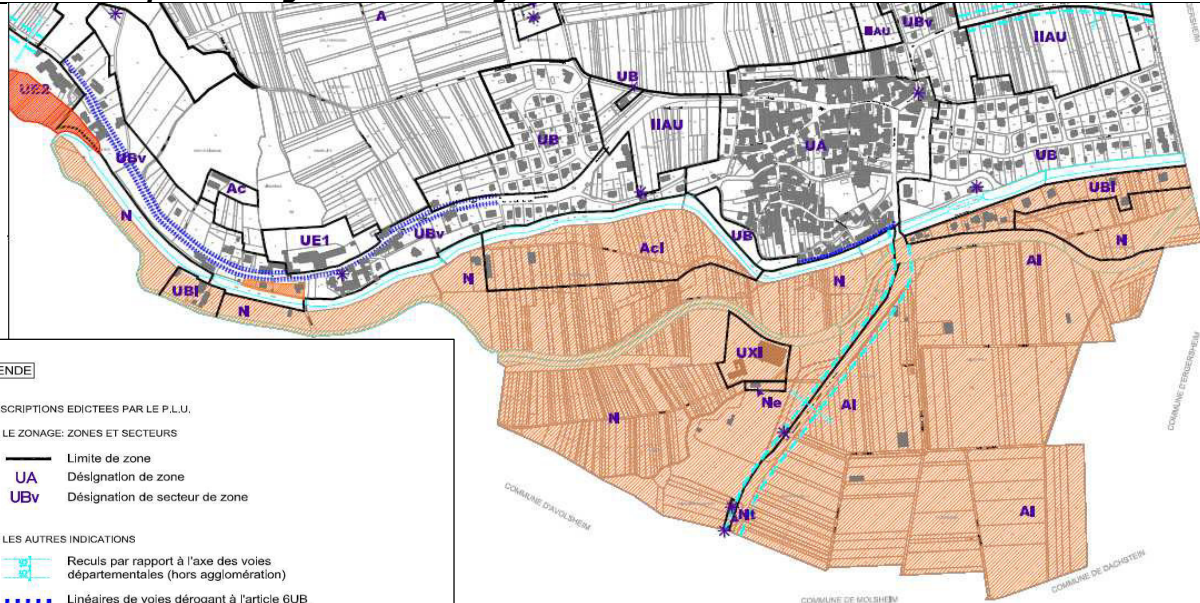 A
UBv
IIAU
IIAU
UE2
UB
UB
IIAU
UA
UB
UBv
Ac
N
UE1
UBv
UB
UBl
N
Acl
Al
UBl
N
N
N
UXl
Ne
Al
N
Nt
Al
COMMUNE D'AVOLSHEIM
COMMUNE D'ERGERSHEIM
COMMUNE DE DACHSTEIN
COMMUNE DE MOLSHEIM
ENDE
SCRIPTIONS EDICTEES PAR LE P.L.U.
LE ZONAGE: ZONES ET SECTEURS
Limite de zone
UA Désignation de zone
UBv Désignation de secteur de zone
LES AUTRES INDICATIONS
Reculs par rapport à l'axe des voies
départementales (hors agglomération)
Linéaires de voies dérogant à l'article 6UB